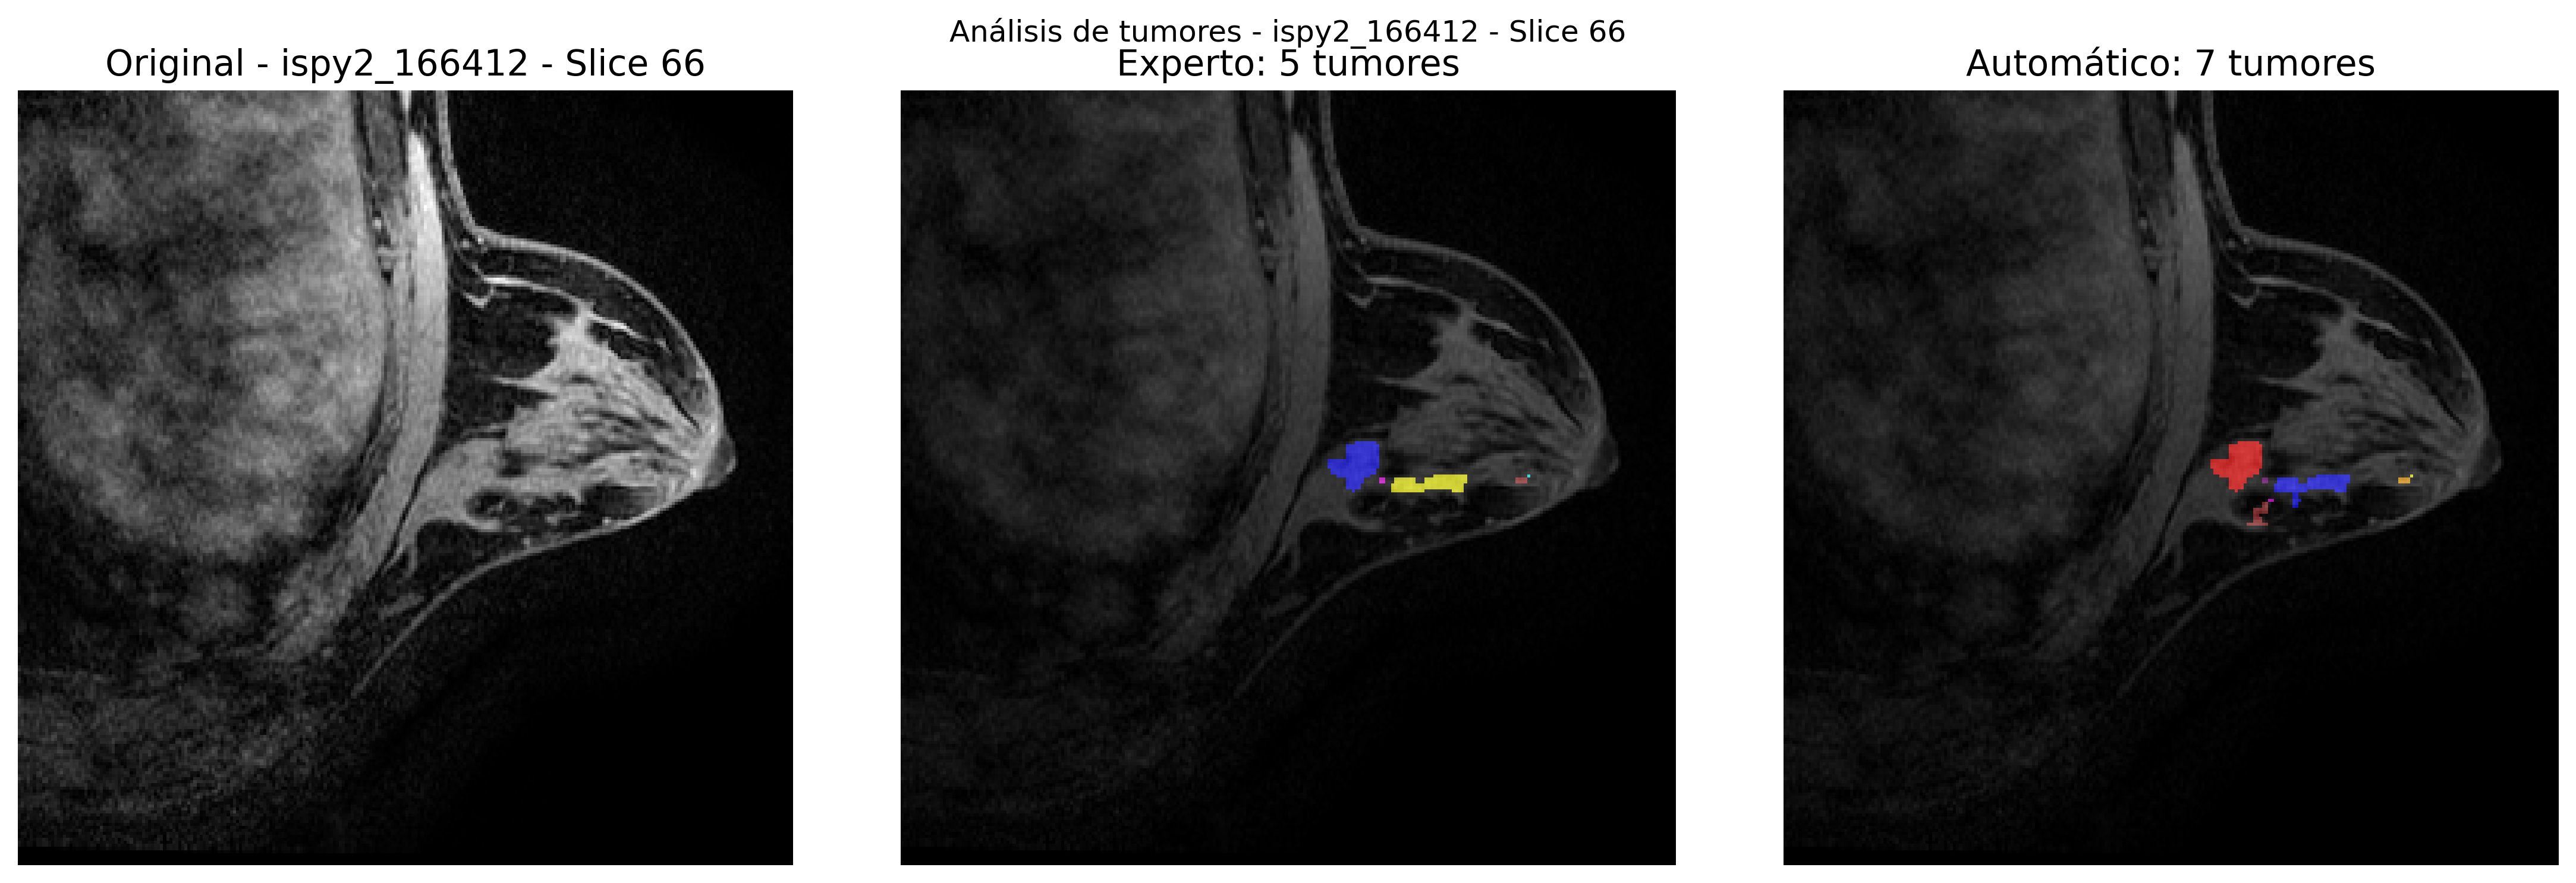 Análisis de tumores - ispy2_166412 - Slice 66
Original - ispy2_166412 - Slice 66
Experto: 5 tumores
Automático: 7 tumores